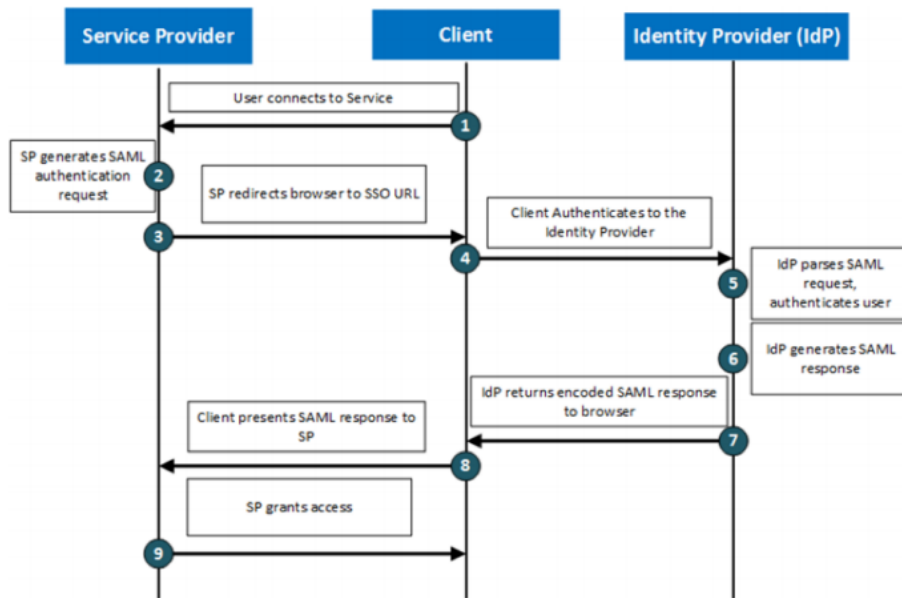 Service Provider
Client
Identity Provider (IdP)
User connects to Service
1
SP generates SAML
authentication
request
2
SP redirects browser to SSO URL
3
Client Authenticates to the
Identity Provider
4
5
IdP parses SAML
request,
authenticates user
6
IdP generates SAML
response
IdP returns encoded SAML response
to browser
7
Client presents SAML response to
SP
8
SP grants access
9